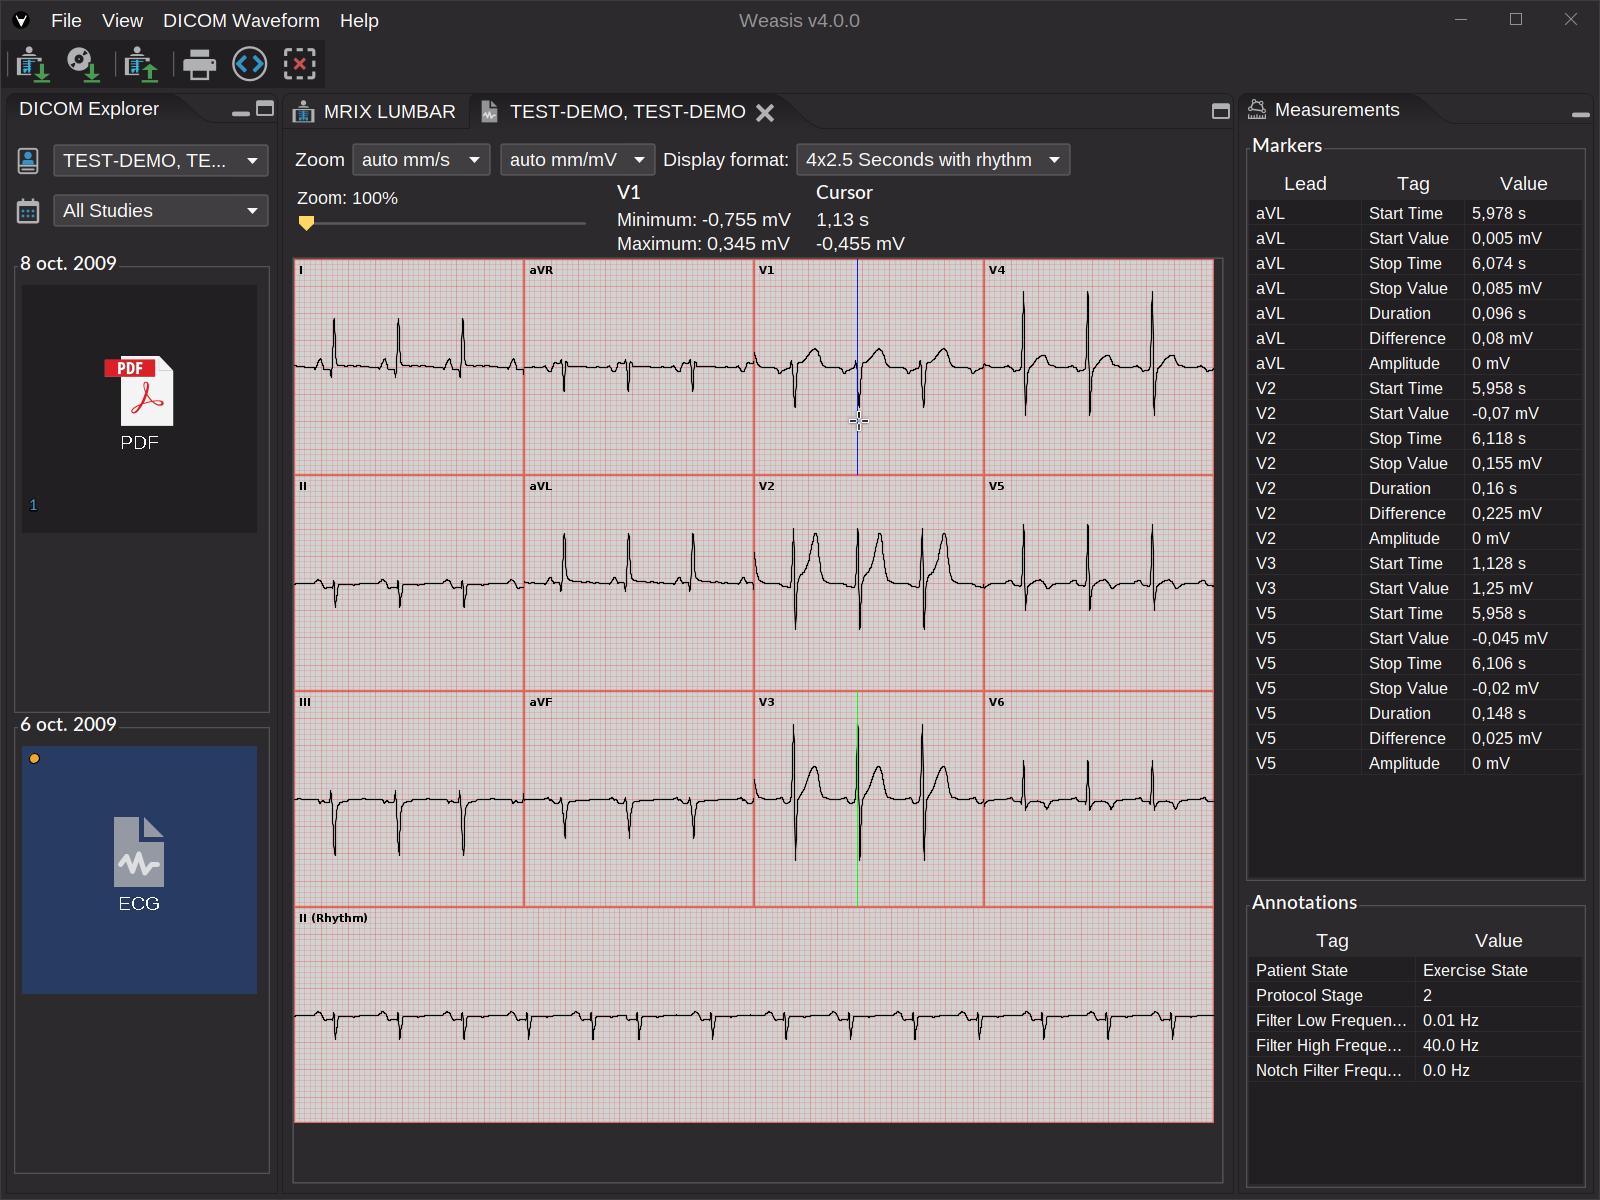 File View DICOM Waveform Help Weasis v4.0.0
DICOM Explorer
TEST-DEMO, TE...
All Studies
8 oct. 2009
PDF
PDF
1
6 oct. 2009
ECG
MRIX LUMBAR TEST-DEMO, TEST-DEMO
Zoom auto mm/s auto mm/mV Display format: 4x2.5 Seconds with rhythm
Zoom: 100%
V1 Cursor
Minimum: -0,755 mV 1,13 s
Maximum: 0,345 mV -0,455 mV
I aVR V1 V4
II aVL V2 V5
III aVF V3 V6
II (Rhythm)
Measurements
Markers
Lead Tag Value
aVL Start Time 5,978 s
aVL Start Value 0,005 mV
aVL Stop Time 6,074 s
aVL Stop Value 0,085 mV
aVL Duration 0,096 s
aVL Difference 0,08 mV
aVL Amplitude 0 mV
V2 Start Time 5,958 s
V2 Start Value -0,07 mV
V2 Stop Time 6,118 s
V2 Stop Value 0,155 mV
V2 Duration 0,16 s
V2 Difference 0,225 mV
V2 Amplitude 0 mV
V3 Start Time 1,128 s
V3 Start Value 1,25 mV
V5 Start Time 5,958 s
V5 Start Value -0,045 mV
V5 Stop Time 6,106 s
V5 Stop Value -0,02 mV
V5 Duration 0,148 s
V5 Difference 0,025 mV
V5 Amplitude 0 mV
Annotations
Tag Value
Patient State Exercise State
Protocol Stage 2
Filter Low Frequen... 0.01 Hz
Filter High Freque... 40.0 Hz
Notch Filter Frequ... 0.0 Hz